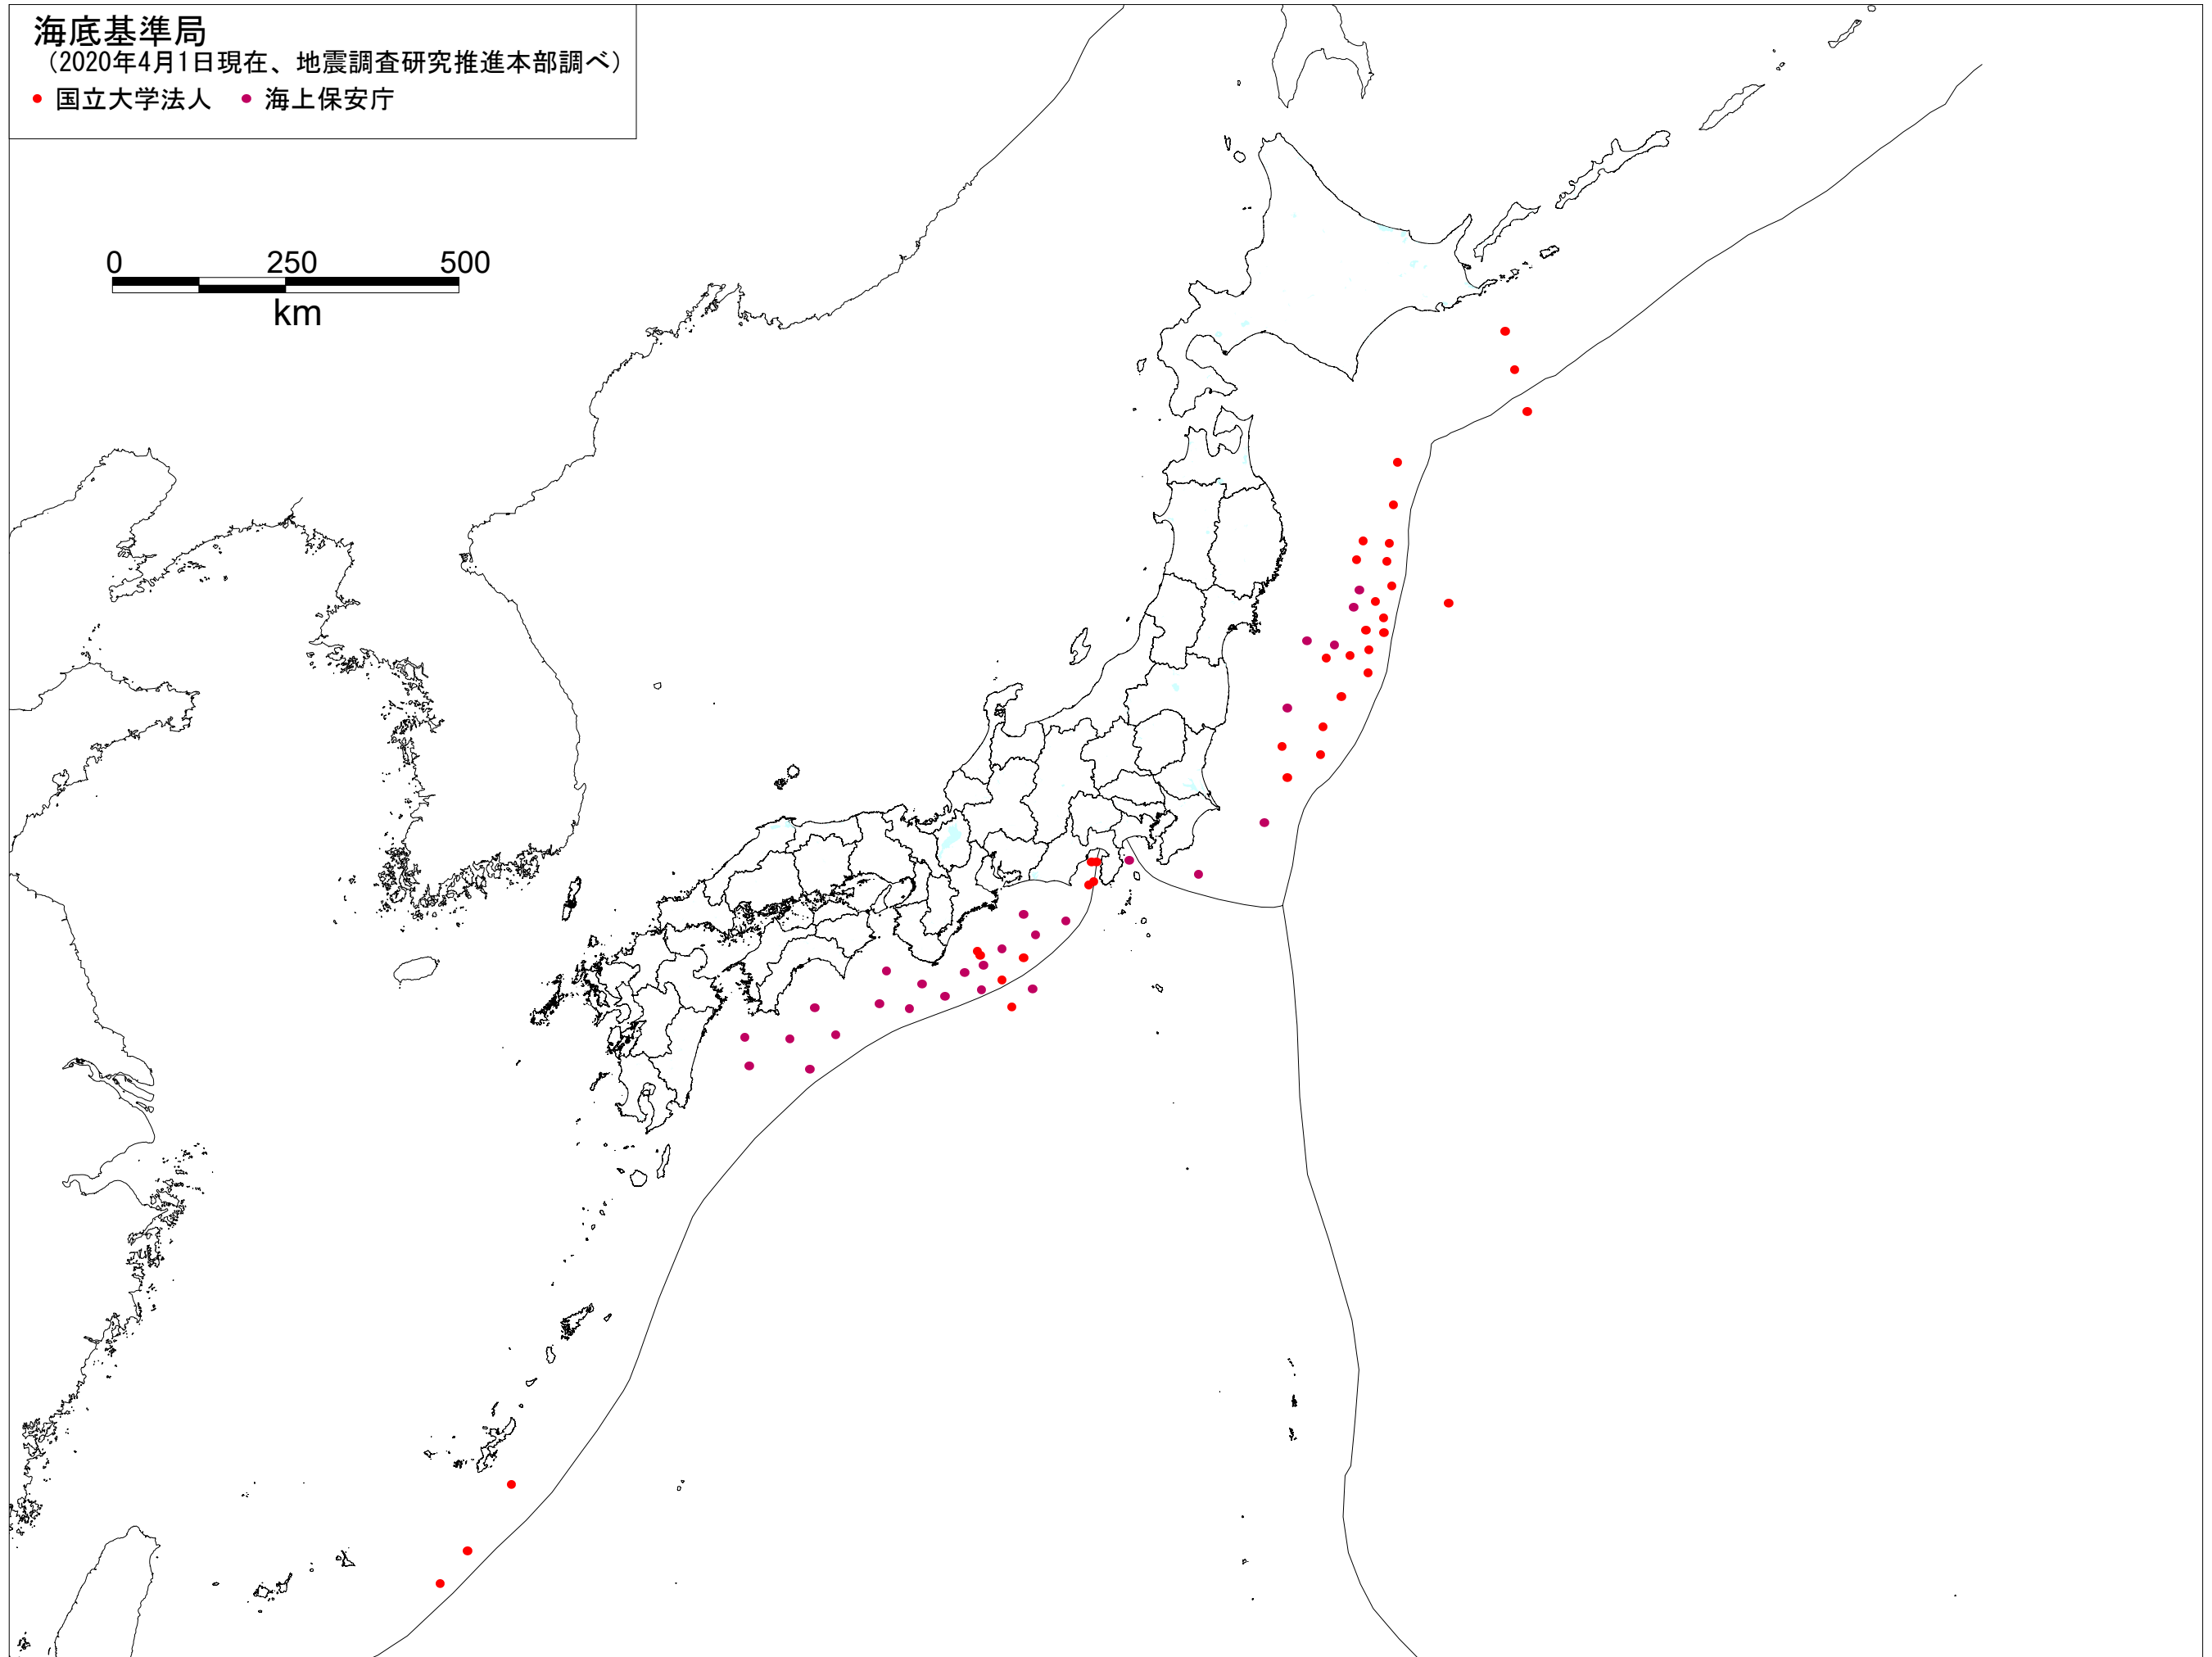 海底基準局
（2020年4月1日現在、地震調査研究推進本部調べ）
● 国立大学法人 ● 海上保安庁
0 250 500
km